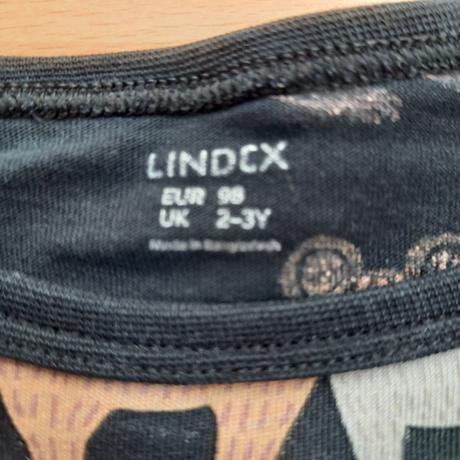 LINDEX
EUR 98
UK 2-3Y
Made in Bangladesh